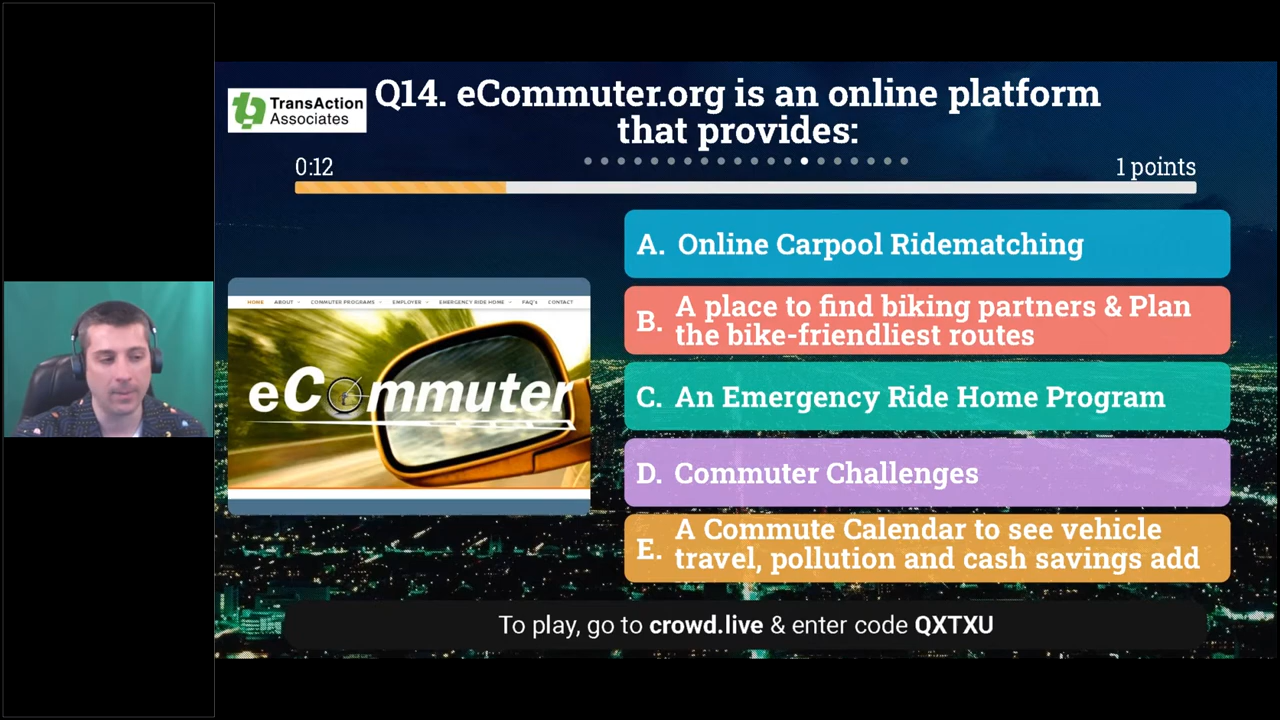 TransAction
Associates
Q14. eCommuter.org is an online platform
that provides:
0:12
1 points
HOME ABOUT COMMUTER PROGRAMS EMPLOYER EMERGENCY RIDE HOME FAQ's CONTACT
eCommuter
A. Online Carpool Ridematching
B. A place to find biking partners & Plan
the bike-friendliest routes
C. An Emergency Ride Home Program
D. Commuter Challenges
E. A Commute Calendar to see vehicle
travel, pollution and cash savings add
To play, go to crowd.live & enter code QXTXU